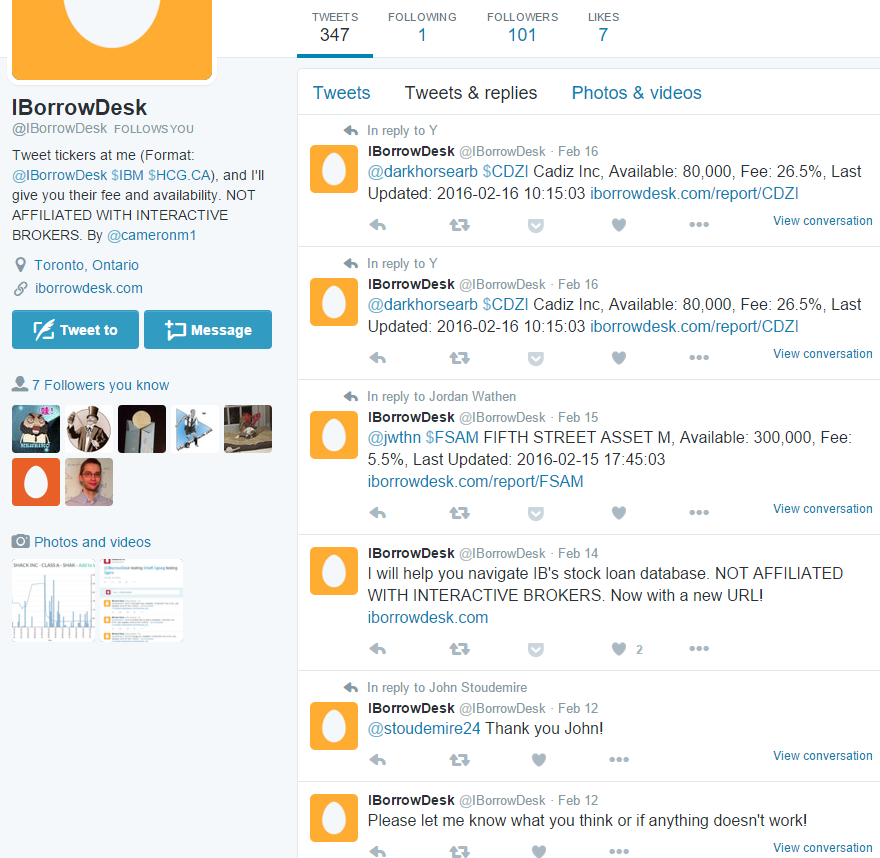 TWEETS FOLLOWING FOLLOWERS LIKES
347 1 101 7
IBorrowDesk
@IBorrowDesk FOLLOWS YOU
Tweet tickers at me (Format:
@IBorrowDesk $IBM $HCG.CA), and I'll
give you their fee and availability. NOT
AFFILIATED WITH INTERACTIVE
BROKERS. By @cameronm1
Toronto, Ontario
iborrowdesk.com
Tweet to Message
7 Followers you know
Photos and videos
SHACK INC - CLASS A - SHAK
Tweets Tweets & replies Photos & videos
In reply to Y
IBorrowDesk @IBorrowDesk · Feb 16
@darkhorsearb $CDZI Cadiz Inc, Available: 80,000, Fee: 26.5%, Last
Updated: 2016-02-16 10:15:03 iborrowdesk.com/report/CDZI
View conversation
In reply to Y
IBorrowDesk @IBorrowDesk · Feb 16
@darkhorsearb $CDZI Cadiz Inc, Available: 80,000, Fee: 26.5%, Last
Updated: 2016-02-16 10:15:03 iborrowdesk.com/report/CDZI
View conversation
In reply to Jordan Wathen
IBorrowDesk @IBorrowDesk · Feb 15
@jwthn $FSAM FIFTH STREET ASSET M, Available: 300,000, Fee:
5.5%, Last Updated: 2016-02-15 17:45:03
iborrowdesk.com/report/FSAM
View conversation
IBorrowDesk @IBorrowDesk · Feb 14
I will help you navigate IB's stock loan database. NOT AFFILIATED
WITH INTERACTIVE BROKERS. Now with a new URL!
iborrowdesk.com
2
In reply to John Stoudemire
IBorrowDesk @IBorrowDesk · Feb 12
@stoudemire24 Thank you John!
View conversation
IBorrowDesk @IBorrowDesk · Feb 12
Please let me know what you think or if anything doesn't work!
View conversation